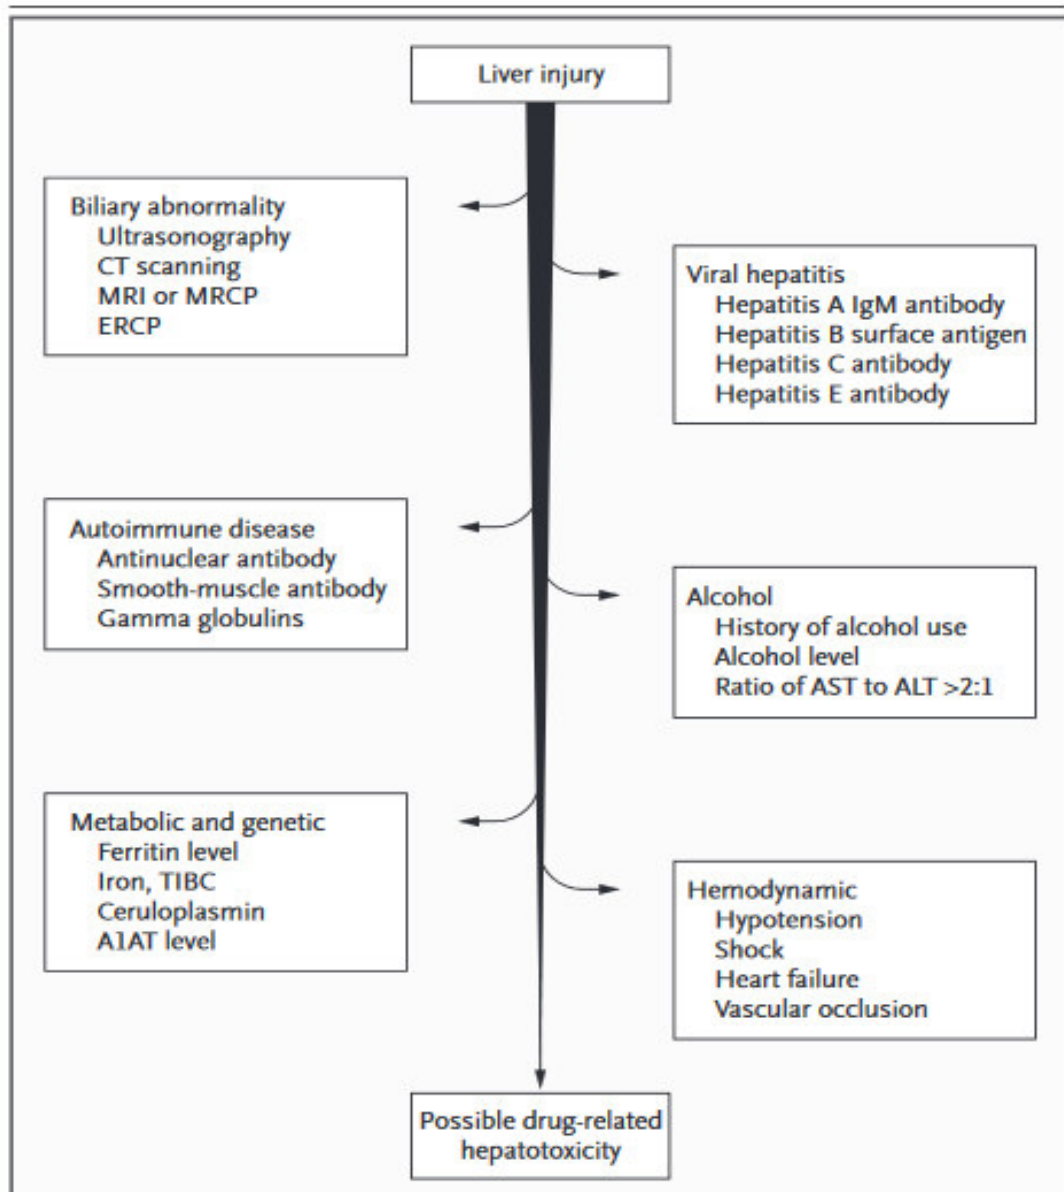 Liver injury
Biliary abnormality
Ultrasonography
CT scanning
MRI or MRCP
ERCP
Viral hepatitis
Hepatitis A IgM antibody
Hepatitis B surface antigen
Hepatitis C antibody
Hepatitis E antibody
Autoimmune disease
Antinuclear antibody
Smooth-muscle antibody
Gamma globulins
Alcohol
History of alcohol use
Alcohol level
Ratio of AST to ALT >2:1
Metabolic and genetic
Ferritin level
Iron, TIBC
Ceruloplasmin
A1AT level
Hemodynamic
Hypotension
Shock
Heart failure
Vascular occlusion
Possible drug-related
hepatotoxicity